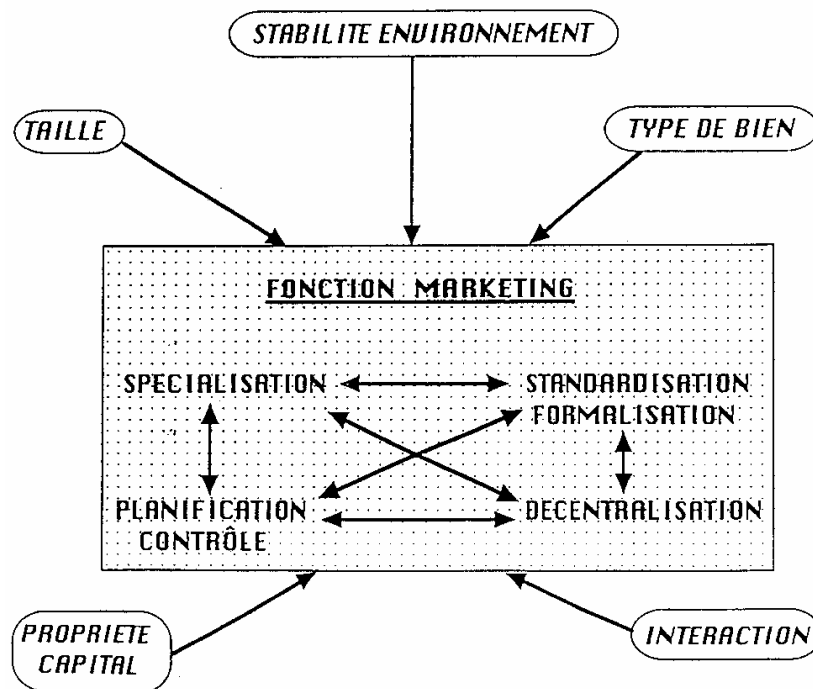 STABILITE ENVIRONNEMENT
TAILLE
TYPE DE BIEN
FONCTION MARKETING
SPECIALISATION
STANDARDISATION
FORMALISATION
PLANIFICATION
CONTRÔLE
DECENTRALISATION
PROPRIETE
CAPITAL
INTERACTION